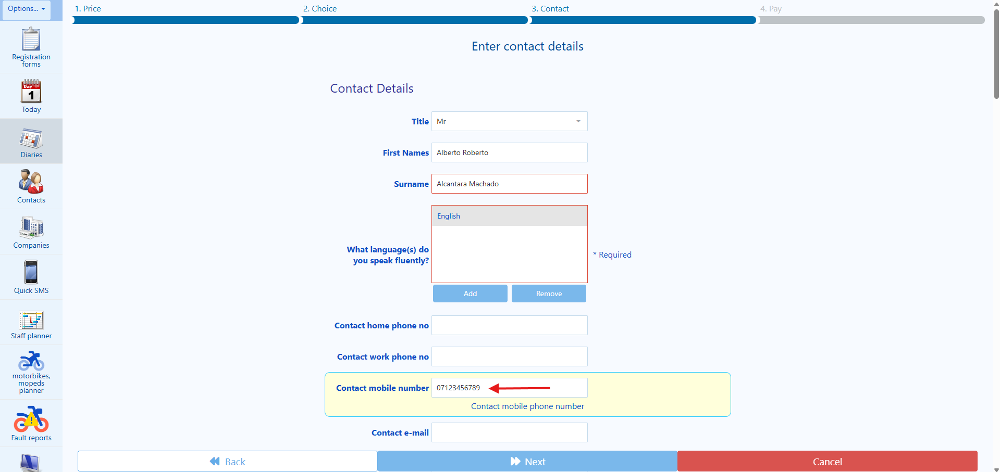 Options...
1. Price
2. Choice
3. Contact
4. Pay
Registration
forms
Day
1
Today
Diaries
Contacts
Companies
Quick SMS
Staff planner
motorbikes,
mopeds
planner
Fault reports
Enter contact details
Contact Details
Title
Mr
First Names
Alberto Roberto
Surname
Alcantara Machado
English
What language(s) do
you speak fluently?
* Required
Add
Remove
Contact home phone no
Contact work phone no
Contact mobile number
07123456789
Contact mobile phone number
Contact e-mail
Back
Next
Cancel